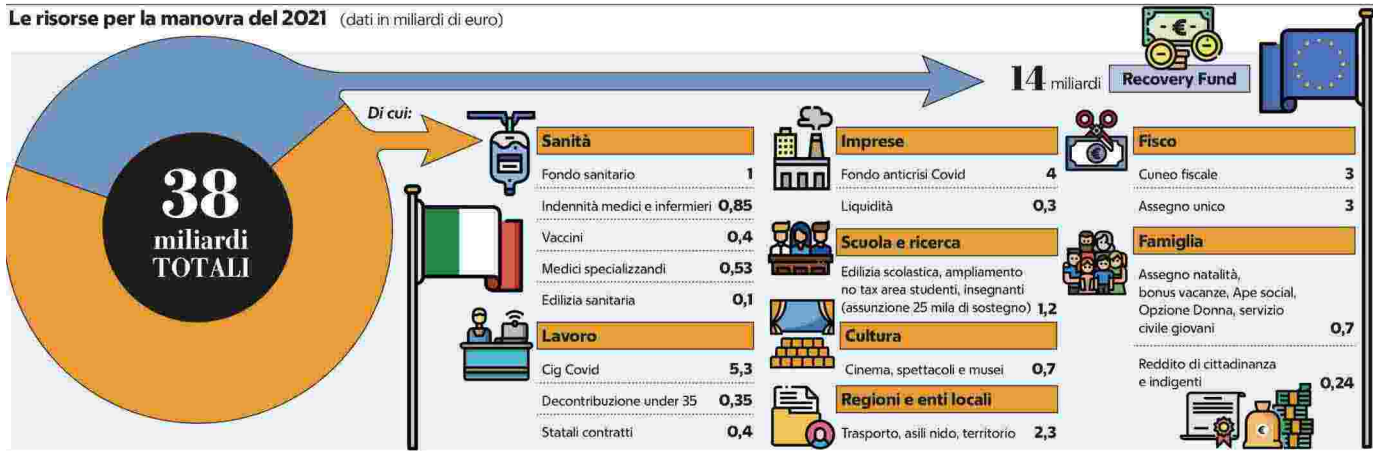 Le risorse per la manovra del 2021 (dati in miliardi di euro)
38
miliardi
TOTALI
14 miliardi
Recovery Fund
Di cui:
Sanità
Fondo sanitario 1
Indennità medici e infermieri 0,85
Vaccini 0,4
Medici specializzandi 0,53
Edilizia sanitaria 0,1
Lavoro
Cig Covid 5,3
Decontribuzione under 35 0,35
Statali contratti 0,4
Imprese
Fondo anticrisi Covid 4
Liquidità 0,3
Scuola e ricerca
Edilizia scolastica, ampliamento
no tax area studenti, insegnanti
(assunzione 25 mila di sostegno) 1,2
Cultura
Cinema, spettacoli e musei 0,7
Regioni e enti locali
Trasporto, asili nido, territorio 2,3
Fisco
Cuneo fiscale 3
Assegno unico 3
Famiglia
Assegno natalità,
bonus vacanze, Ape social,
Opzione Donna, servizio
civile giovani 0,7
Reddito di cittadinanza
e indigenti 0,24